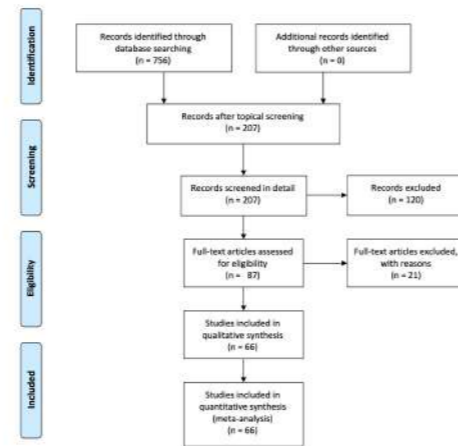 Identification
Records identified through
database searching
(n = 756)
Additional records identified
through other sources
(n = 0)
Records after topical screening
(n = 207)
Screening
Records screened in detail
(n = 207)
Records excluded
(n = 120)
Eligibility
Full-text articles assessed
for eligibility
(n = 87)
Full-text articles excluded,
with reasons
(n = 21)
Studies included in
qualitative synthesis
(n = 66)
Included
Studies included in
quantitative synthesis
(meta-analysis)
(n = 66)